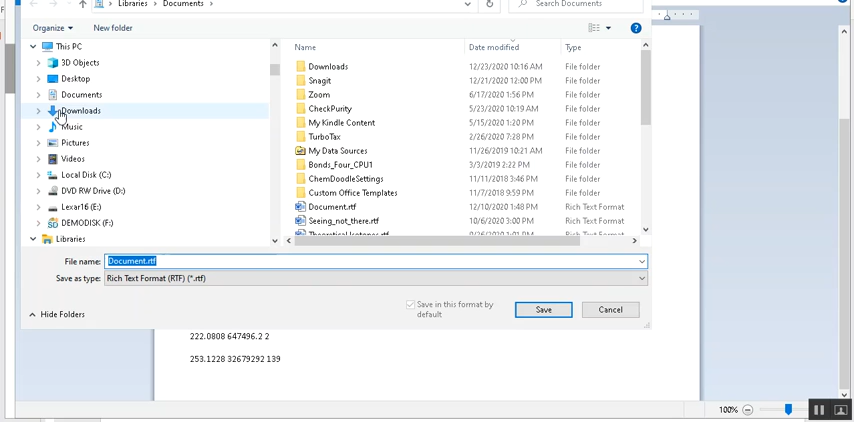 Libraries > Documents >
Search Documents
Organize
New folder
?
This PC
3D Objects
Desktop
Documents
Downloads
Music
Pictures
Videos
Local Disk (C:)
DVD RW Drive (D:)
Lexar16 (E:)
DEMODISK (F:)
Libraries
Name Date modified Type
Downloads 12/23/2020 10:16 AM File folder
Snagit 12/21/2020 12:00 PM File folder
Zoom 6/17/2020 1:56 PM File folder
CheckPurity 5/23/2020 10:19 AM File folder
My Kindle Content 5/15/2020 1:20 PM File folder
TurboTax 2/26/2020 7:28 PM File folder
My Data Sources 11/26/2019 10:21 AM File folder
Bonds_Four_CPU1 3/3/2019 2:22 PM File folder
ChemDoodleSettings 11/11/2018 3:46 PM File folder
Custom Office Templates 11/7/2018 9:59 PM File folder
Document.rtf 12/10/2020 1:48 PM Rich Text Format
Seeing_not_there.rtf 10/6/2020 3:00 PM Rich Text Format
Theoretical Isotopes.rtf Rich Text Format
File name: Document.rtf
Save as type: Rich Text Format (RTF) (*.rtf)
Save in this format by
default
Save
Cancel
Hide Folders
222.0808 647496.2 2
253.1228 32679292 139
100%